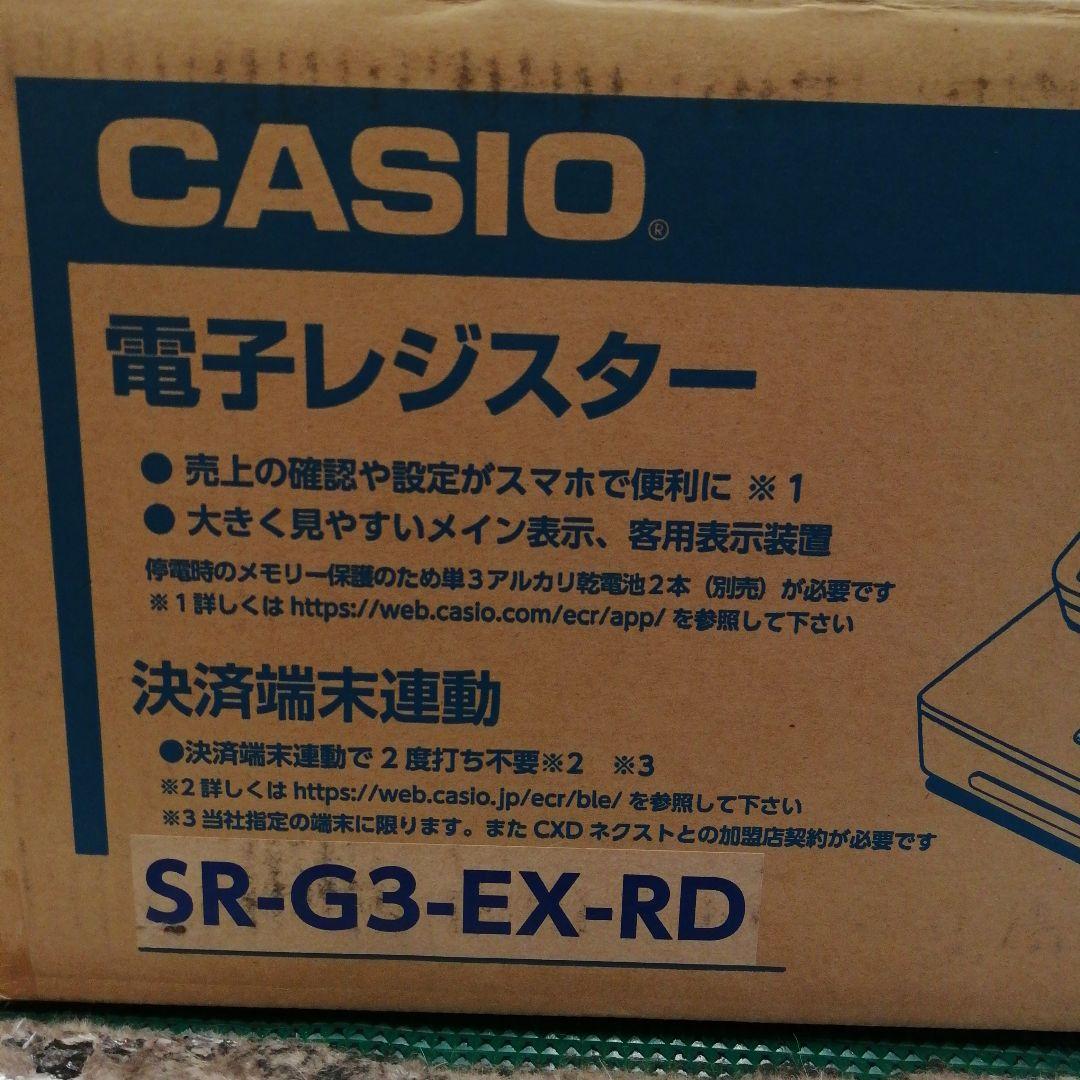 CASIO®
電子レジスター
● 売上の確認や設定がスマホで便利に ※1
● 大きく見やすいメイン表示、客用表示装置
停電時のメモリー保護のため単3アルカリ乾電池2本（別売）が必要です
※1詳しくは https://web.casio.com/ecr/app/ を参照して下さい
決済端末連動
●決済端末連動で2度打ち不要※2 ※3
※2詳しくは https://web.casio.jp/ecr/ble/ を参照して下さい
※3当社指定の端末に限ります。また CXD ネクストとの加盟店契約が必要です
SR-G3-EX-RD